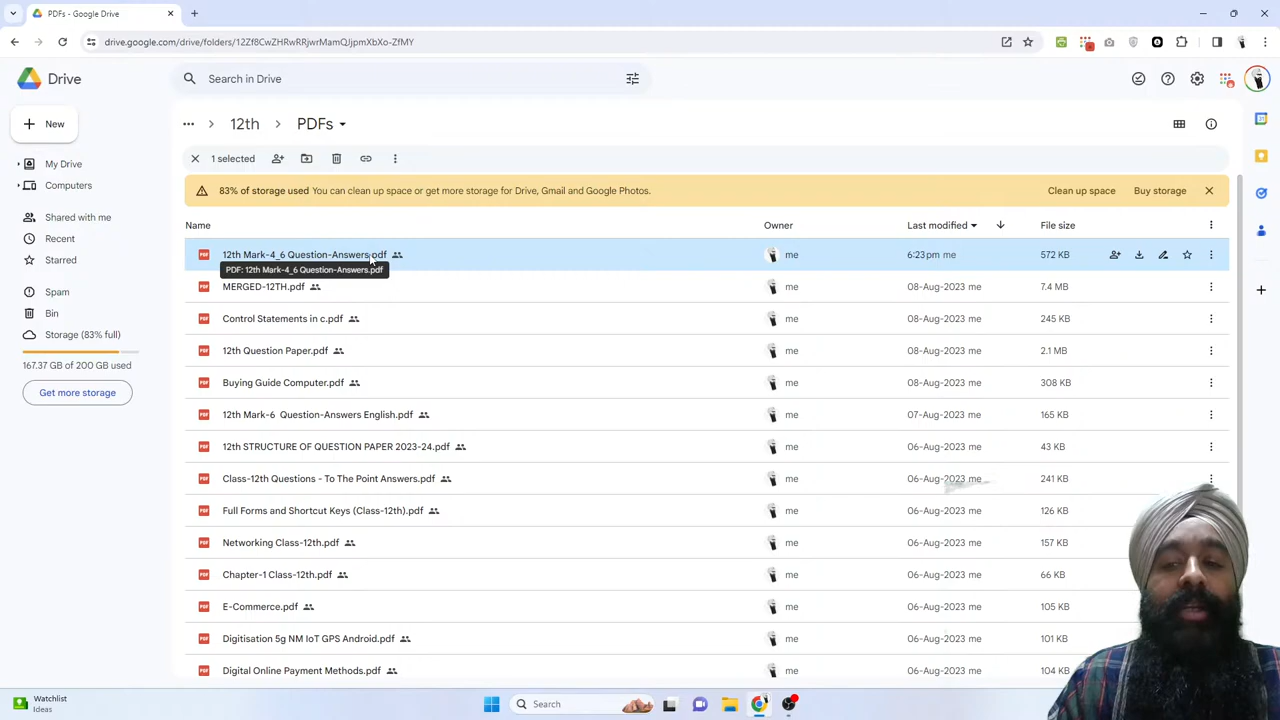 PDFs - Google Drive
drive.google.com/drive/folders/12Zf8CwZHRwRRjwrMamQJjpmXbXo-ZfMY
Drive
Search in Drive
New
12th
PDFs
1 selected
My Drive
Computers
83% of storage used You can clean up space or get more storage for Drive, Gmail and Google Photos.
Clean up space
Buy storage
Shared with me
Recent
Starred
Spam
Bin
Storage (83% full)
167.37 GB of 200 GB used
Get more storage
Name Owner Last modified File size
12th Mark-4_6 Question-Answers.pdf me 6:23 pm me 572 KB
PDF: 12th Mark-4_6 Question-Answers.pdf
MERGED-12TH.pdf me 08-Aug-2023 me 7.4 MB
Control Statements in c.pdf me 08-Aug-2023 me 245 KB
12th Question Paper.pdf me 08-Aug-2023 me 2.1 MB
Buying Guide Computer.pdf me 08-Aug-2023 me 308 KB
12th Mark-6 Question-Answers English.pdf me 07-Aug-2023 me 165 KB
12th STRUCTURE OF QUESTION PAPER 2023-24.pdf me 06-Aug-2023 me 43 KB
Class-12th Questions - To The Point Answers.pdf me 06-Aug-2023 me 241 KB
Full Forms and Shortcut Keys (Class-12th).pdf me 06-Aug-2023 me 126 KB
Networking Class-12th.pdf me 06-Aug-2023 me 157 KB
Chapter-1 Class-12th.pdf me 06-Aug-2023 me 66 KB
E-Commerce.pdf me 06-Aug-2023 me 105 KB
Digitisation 5g NM IoT GPS Android.pdf me 06-Aug-2023 me 101 KB
Digital Online Payment Methods.pdf me 06-Aug-2023 me 104 KB
Watchlist
Ideas
Search